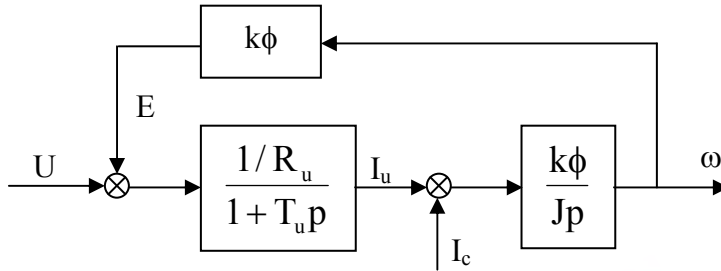 kϕ
E
U
1/R_u
1+T_u p
I_u
kϕ
Jp
ω
I_c